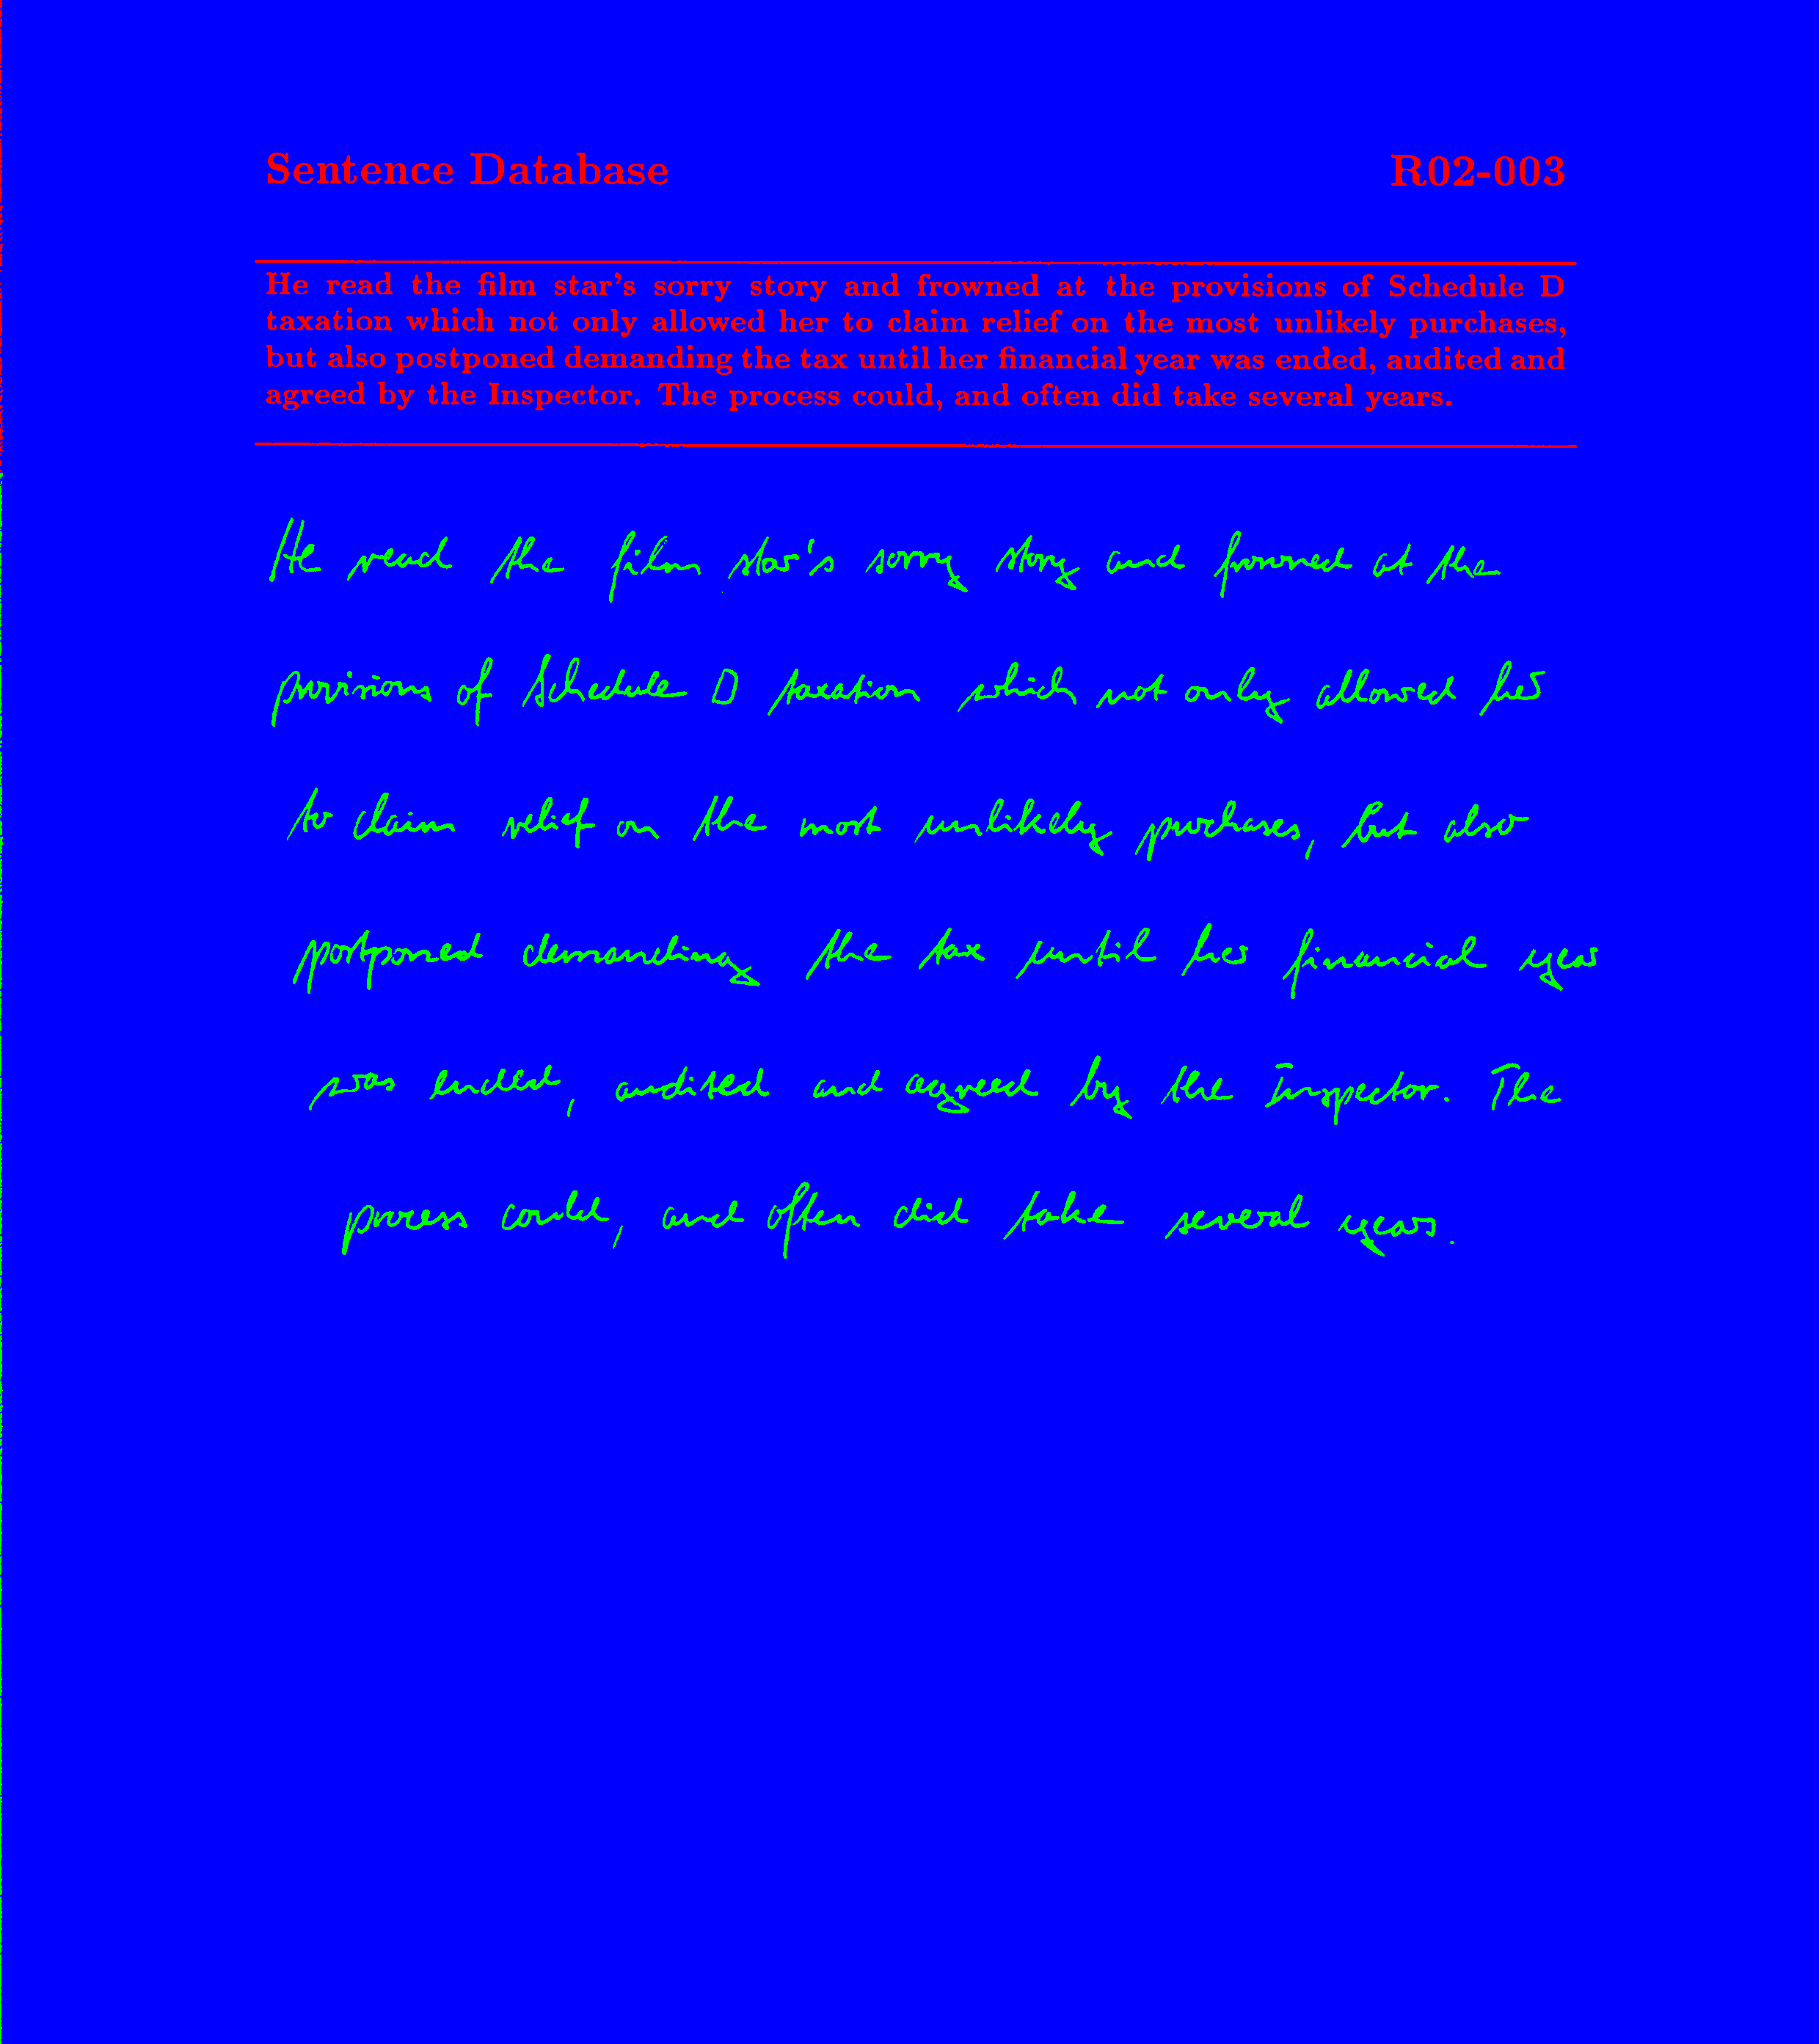 Sentence Database R02-003
He read the film star's sorry story and frowned at the provisions of Schedule D
taxation which not only allowed her to claim relief on the most unlikely purchases,
but also postponed demanding the tax until her financial year was ended, audited and
agreed by the Inspector. The process could, and often did take several years.
He read the film star's sorry story and frowned at the
provisions of Schedule D taxation which not only allowed her
to claim relief on the most unlikely purchases, but also
postponed demanding the tax until her financial year
was ended, audited and agreed by the Inspector. The
process could, and often did take several years.